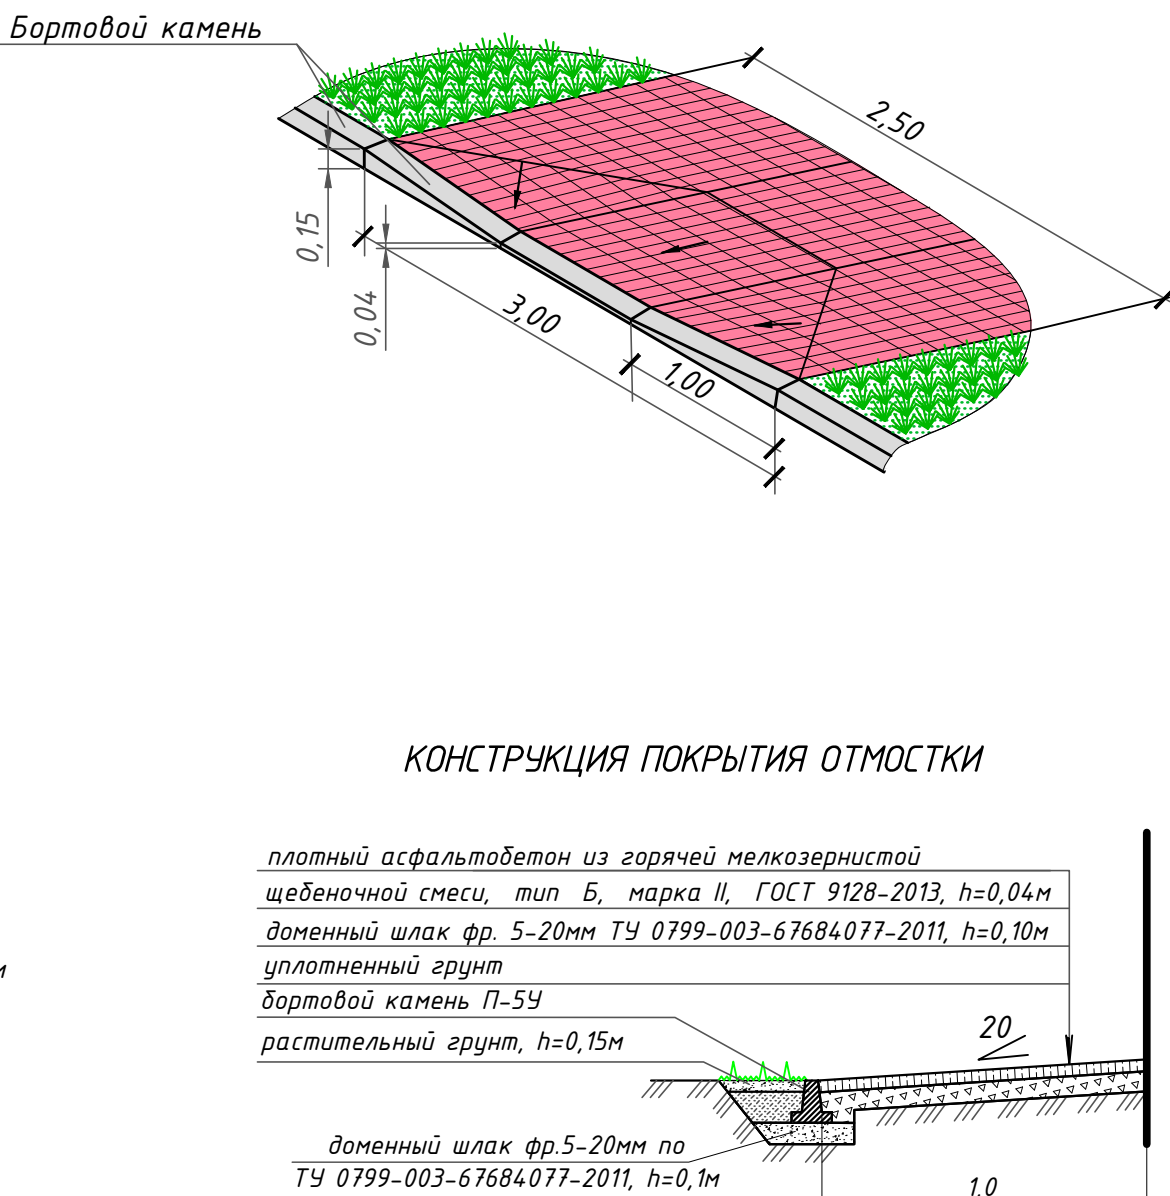 Бортовой камень
2,50
0,15
0,04
3,00
1,00
КОНСТРУКЦИЯ ПОКРЫТИЯ ОТМОСТКИ
плотный асфальтобетон из горячей мелкозернистой
щебеночной смеси, тип Б, марка II, ГОСТ 9128-2013, h=0,04м
доменный шлак фр. 5-20мм ТУ 0799-003-67684077-2011, h=0,10м
м
уплотненный грунт
бортовой камень П-5У
20
растительный грунт, h=0,15м
доменный шлак фр.5-20мм по
ТУ 0799-003-67684077-2011, h=0,1м
1,0